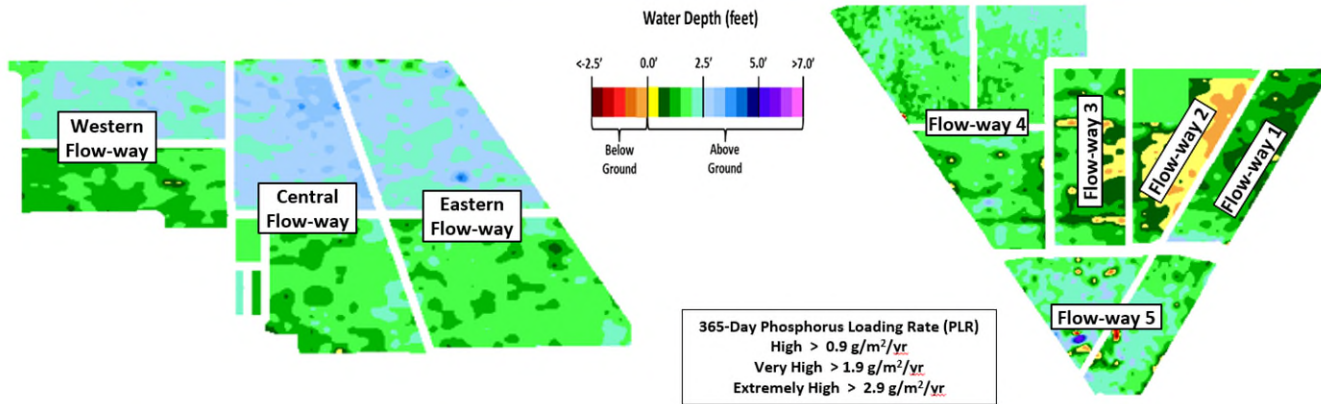 Water Depth (feet)
<-2.5' 0.0' 2.5' 5.0' >7.0'
Below
Ground
Above
Ground
Western
Flow-way
Central
Flow-way
Eastern
Flow-way
Flow-way 4
Flow-way 3
Flow-way 2
Flow-way 1
Flow-way 5
365-Day Phosphorus Loading Rate (PLR)
High > 0.9 g/m²/yr
Very High > 1.9 g/m²/yr
Extremely High > 2.9 g/m²/yr